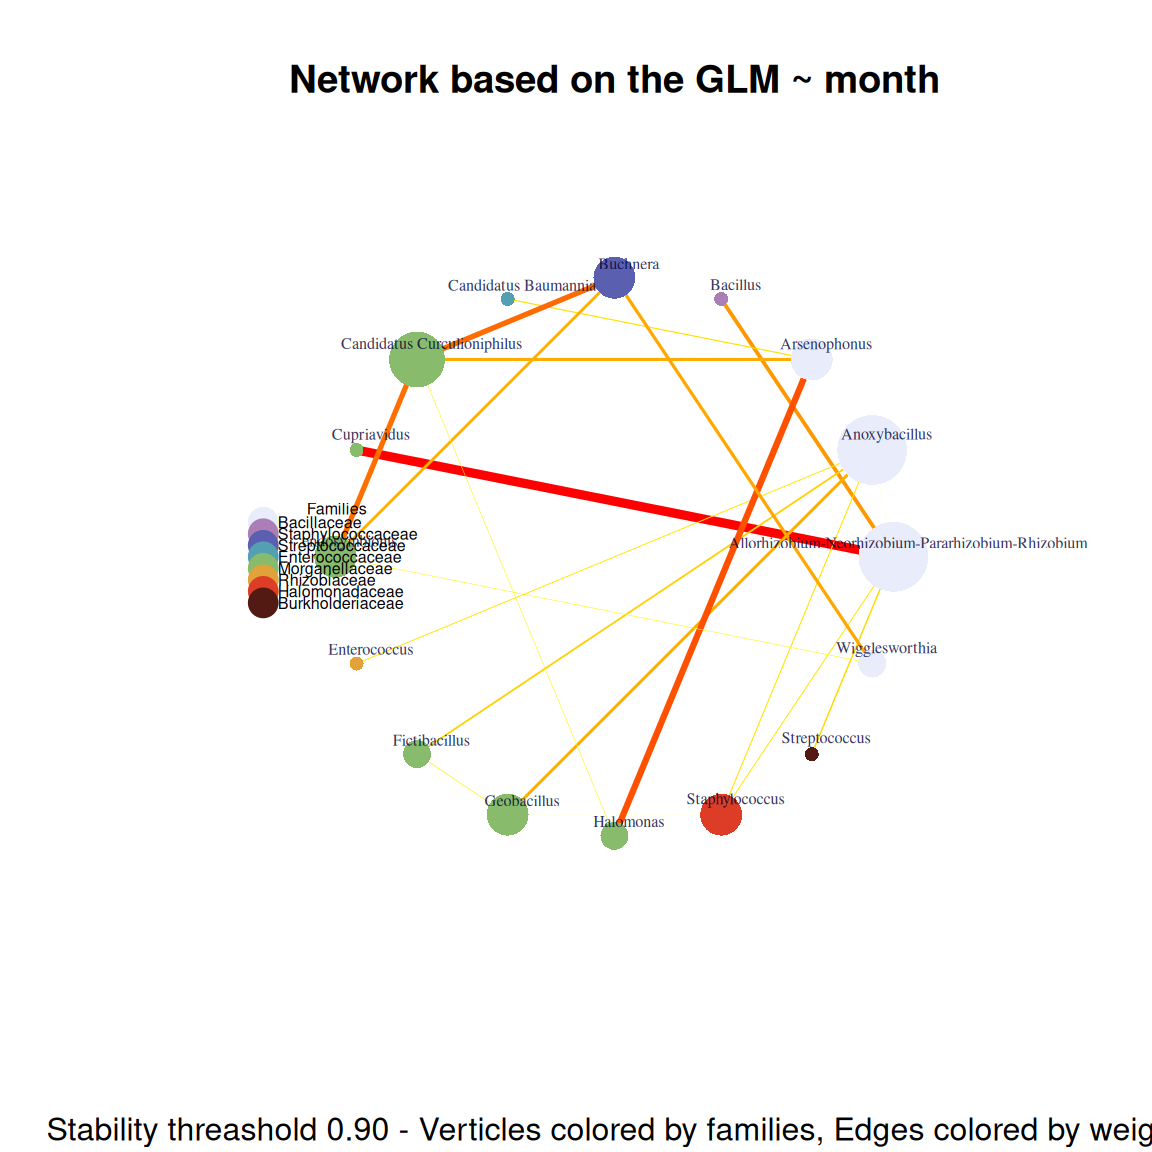 Network based on the GLM ~ month
Buchnera
Candidatus Baumannia
Bacillus
Candidatus Curculioniphilus
Arsenophonus
Cupriavidus
Anoxybacillus
Families
Bacillaceae
Staphylococcaceae
Streptococcaceae
Enterococcaceae
Morganellaceae
Rhizobiaceae
Halomonadaceae
Burkholderiaceae
Allorhizobium-Neorhizobium-Pararhizobium-Rhizobium
Enterococcus
Wigglesworthia
Fictibacillus
Streptococcus
Geobacillus
Staphylococcus
Halomonas
Stability threashold 0.90 - Verticles colored by families, Edges colored by weig